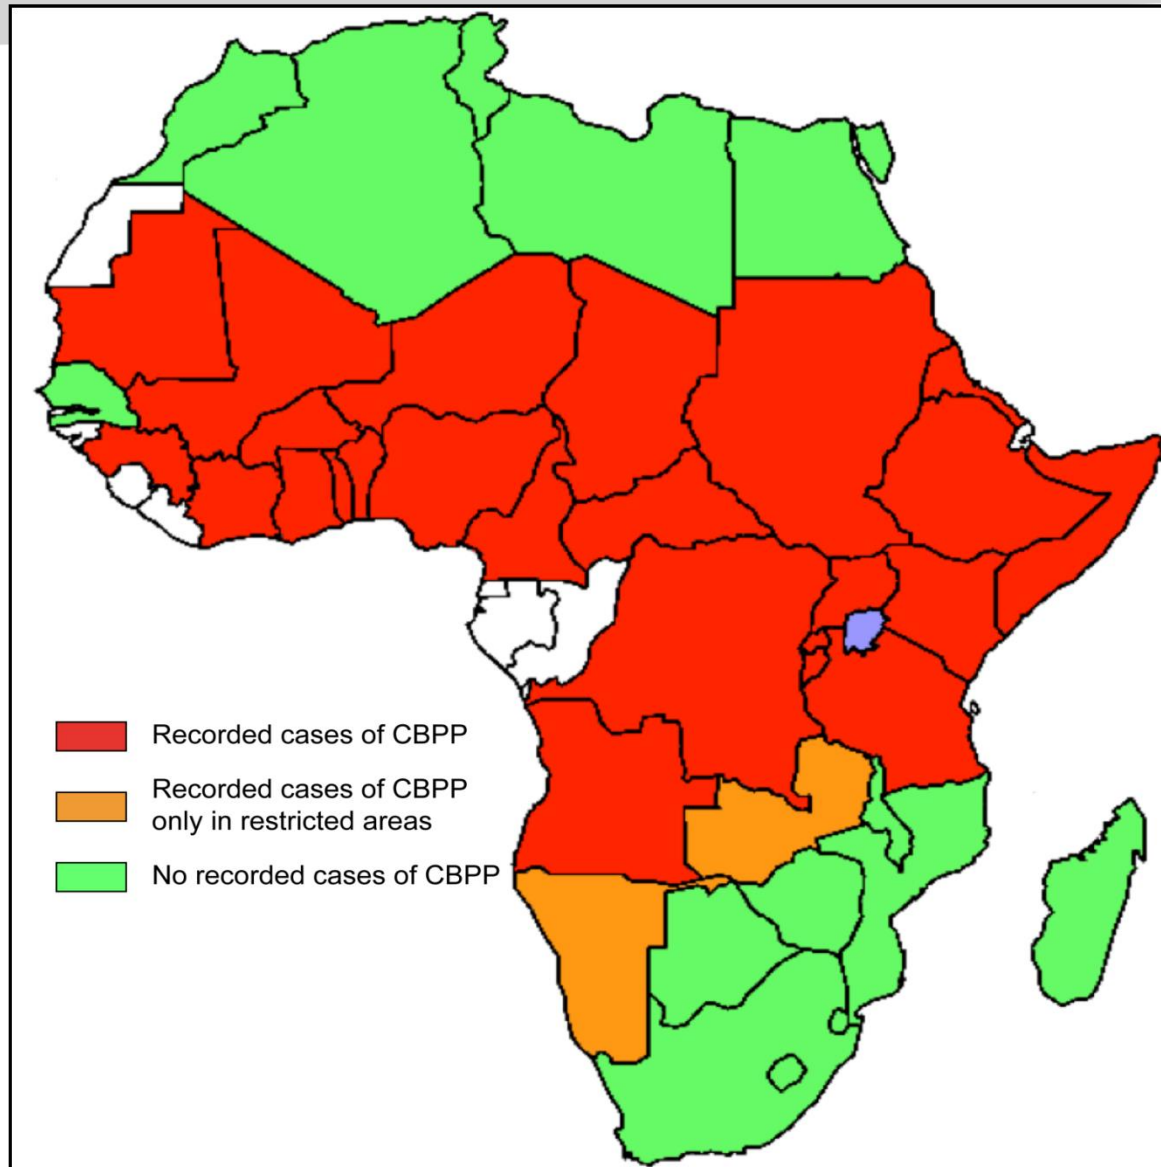 Recorded cases of CBPP
Recorded cases of CBPP
only in restricted areas
No recorded cases of CBPP